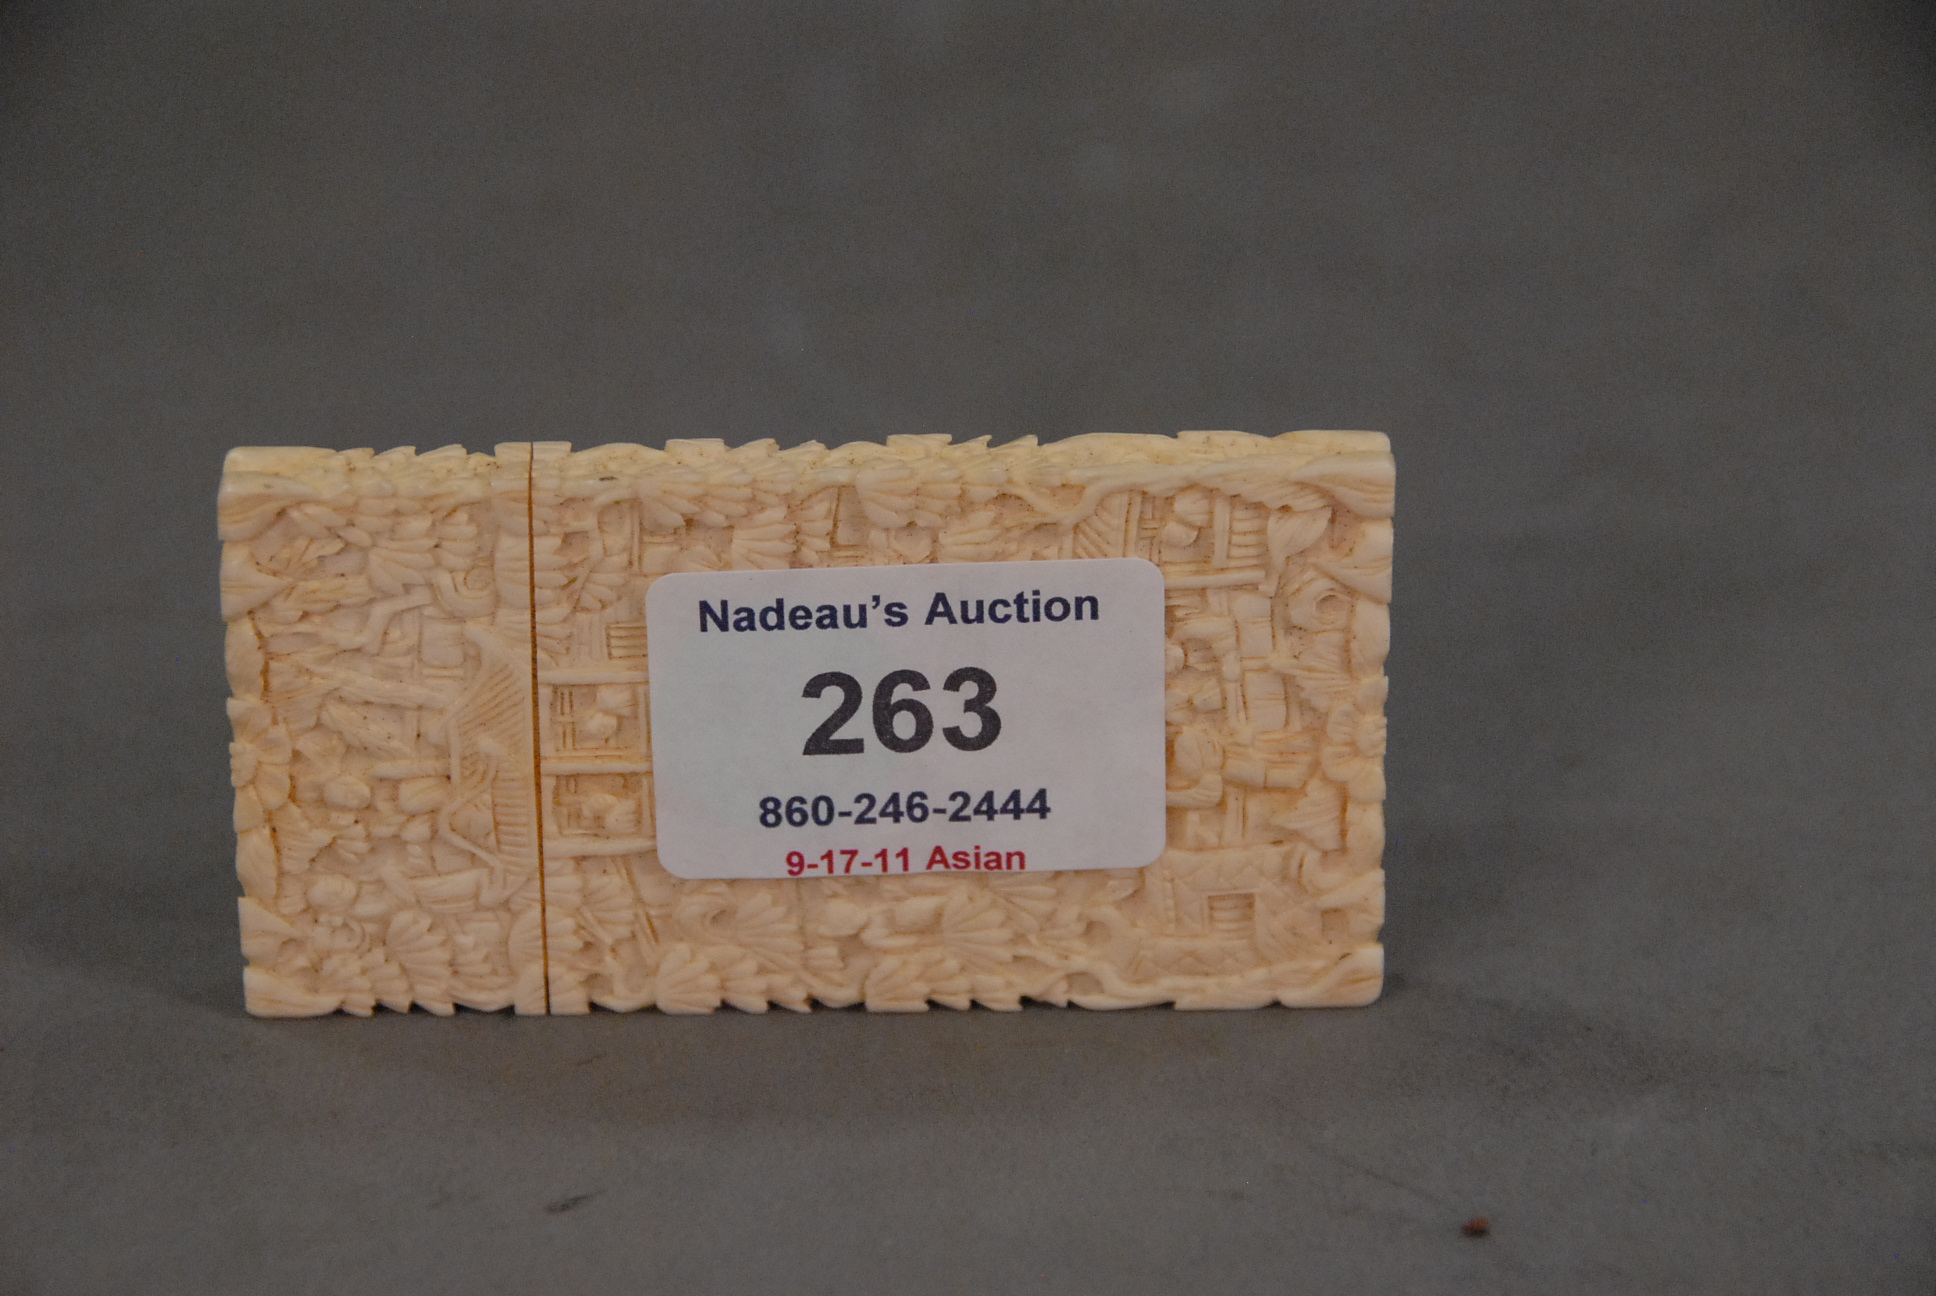 Nadeau's Auction
263
860-246-2444
9-17-11 Asian